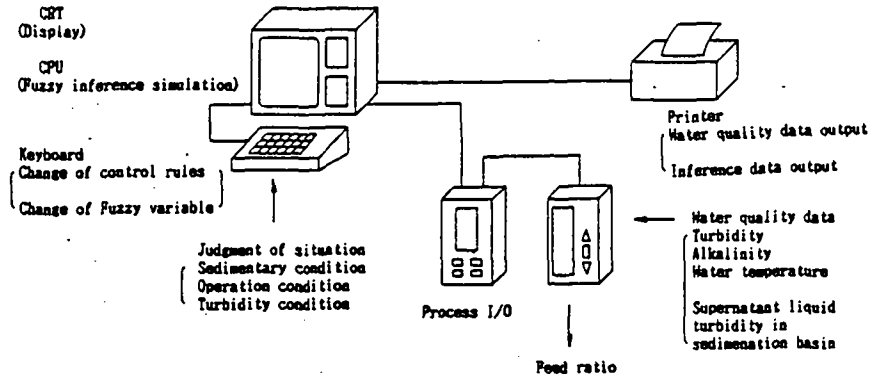 CRT
(Display)
CPU
(Fuzzy inference simulation)
Keyboard
Change of control rules
Change of Fuzzy variable
Judgment of situation
Sedimentary condition
Operation condition
Turbidity condition
Process I/O
Feed ratio
Printer
Water quality data output
Inference data output
Water quality data
Turbidity
Alkalinity
Water temperature
Supernatant liquid
turbidity in
sedimenation basin